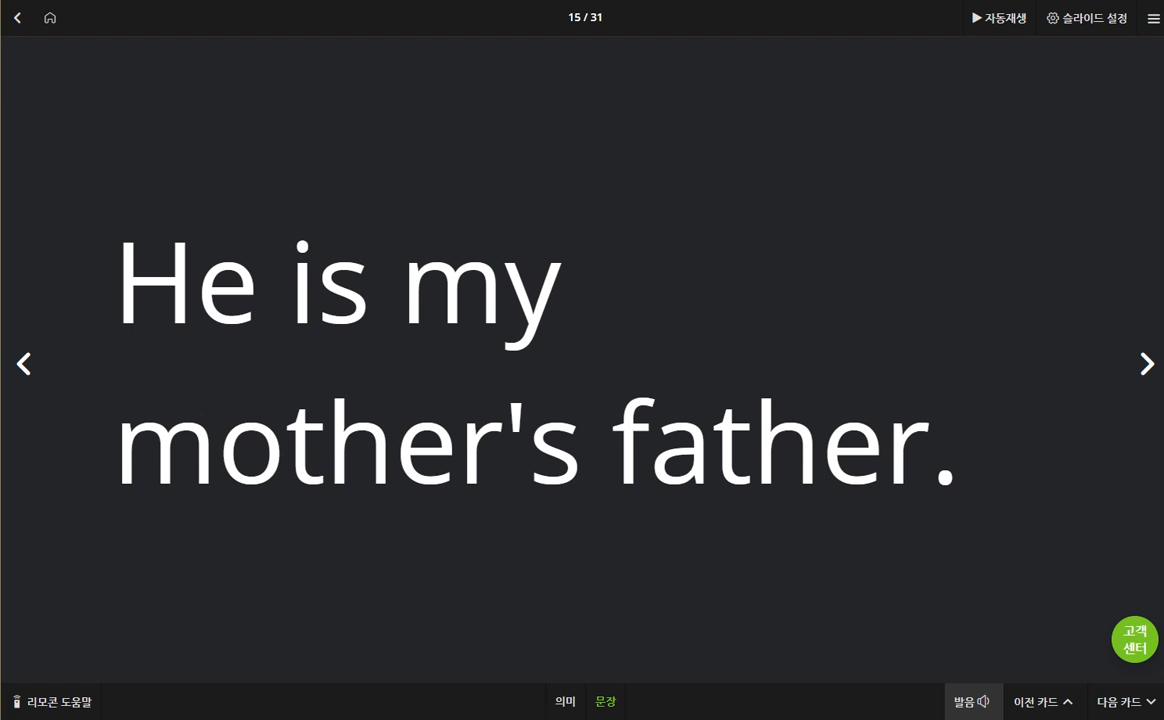 15 / 31
자동재생
슬라이드 설정
He is my
mother's father.
고객
센터
리모콘 도움말
의미
문장
발음
이전 카드
다음 카드